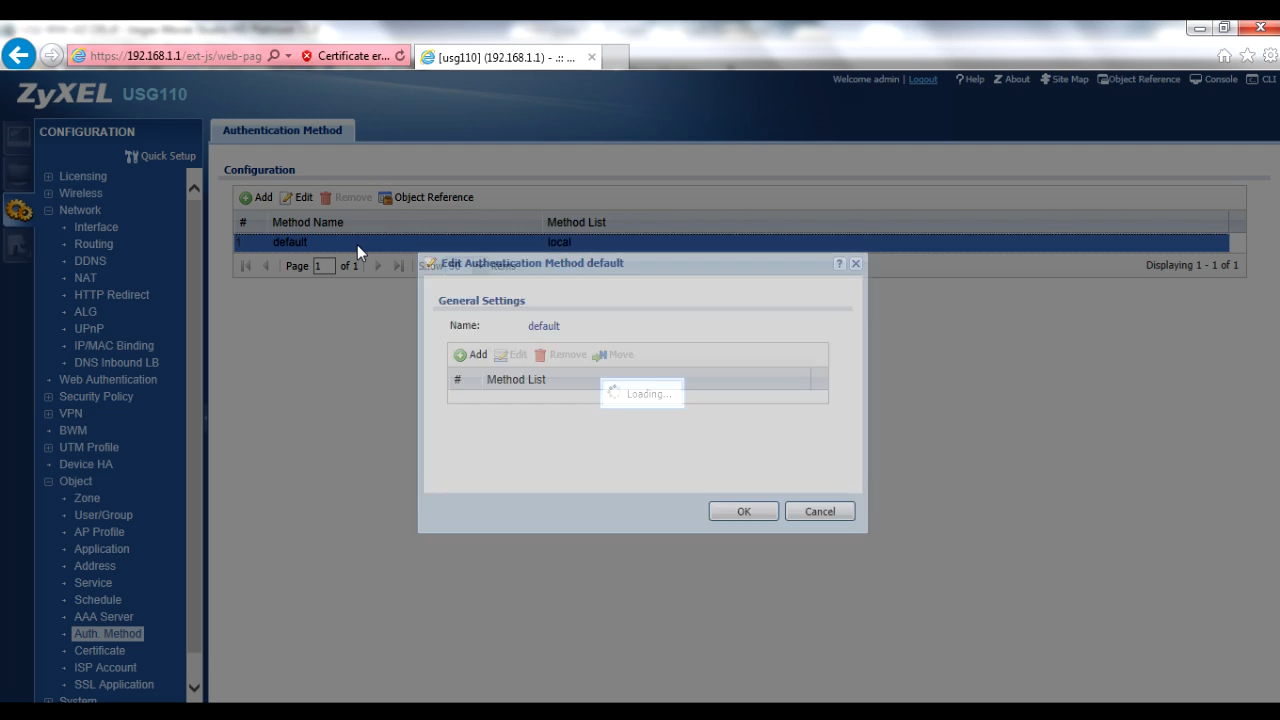 https://192.168.1.1/ext-js/web-pag
Certificate er...
[usg110] (192.168.1.1) - .:: ...
ZyXEL USG110
Welcome admin | Logout ?Help Z About Site Map Object Reference Console CLI
CONFIGURATION
Quick Setup
Licensing
Wireless
Network
Interface
Routing
DDNS
NAT
HTTP Redirect
ALG
UPnP
IP/MAC Binding
DNS Inbound LB
Web Authentication
Security Policy
VPN
BWM
UTM Profile
Device HA
Object
Zone
User/Group
AP Profile
Application
Address
Service
Schedule
AAA Server
Auth. Method
Certificate
ISP Account
SSL Application
System
Authentication Method
Configuration
Add Edit Remove Object Reference
# Method Name Method List
1 default local
Page 1 of 1 Show 50 items
Displaying 1 - 1 of 1
Edit Authentication Method default
General Settings
Name: default
Add Edit Remove Move
# Method List
Loading...
OK Cancel